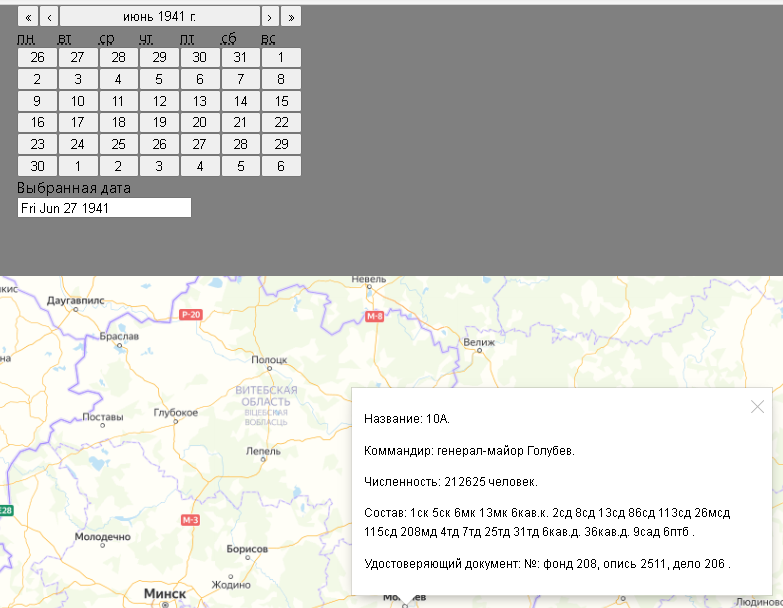 « ‹ июнь 1941 г. › »
пн вт ср чт пт сб вс
26 27 28 29 30 31 1
2 3 4 5 6 7 8
9 10 11 12 13 14 15
16 17 18 19 20 21 22
23 24 25 26 27 28 29
30 1 2 3 4 5 6
Выбранная дата
Fri Jun 27 1941
Невель
Даугавпилс
P-20
M-8
Браслав
Велиж
Полоцк
ВИТЕБСКАЯ
ОБЛАСТЬ
ВІЦЕБСКАЯ
ВОБЛАСЦЬ
Поставы
Глубокое
Лепель
Название: 10А.
Коммандир: генерал-майор Голубев.
Численность: 212625 человек.
Состав: 1ск 5ск 6мк 13мк 6кав.к. 2сд 8сд 13сд 86сд 113сд 26мсд
115сд 208мд 4тд 7тд 25тд 31тд 6кав.д. 36кав.д. 9сад 6птб .
Удостоверяющий документ: №: фонд 208, опись 2511, дело 206 .
E28
M-3
Молодечно
Борисов
Жодино
Минск
Людиново